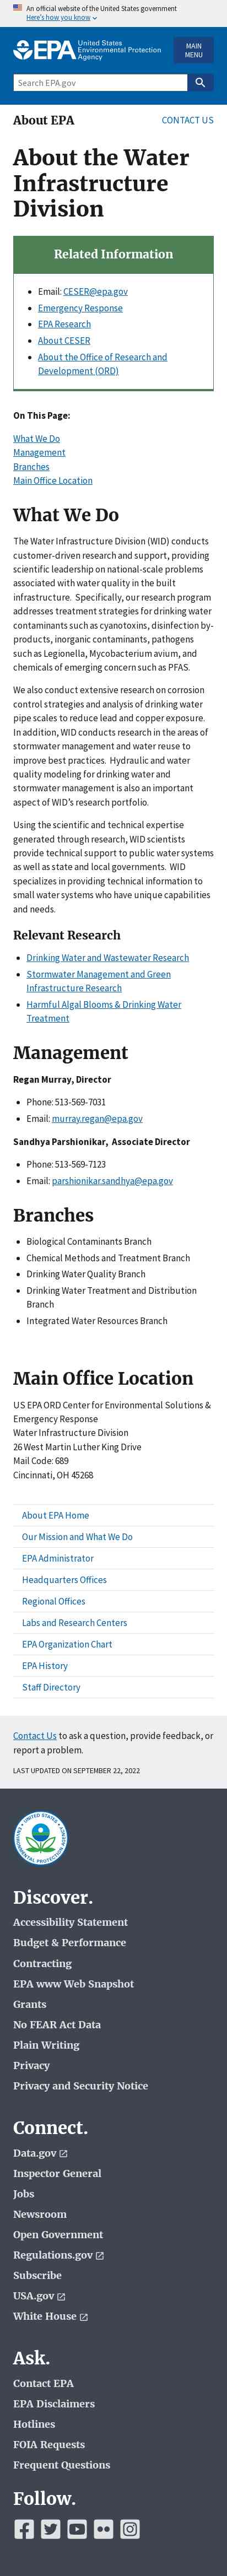 An official website of the United States government
Here's how you know
EPA United States
Environmental Protection
Agency
MAIN
MENU
Search EPA.gov
About EPA
CONTACT US
About the Water
Infrastructure
Division
Related Information
Email: CESER@epa.gov
Emergency Response
EPA Research
About CESER
About the Office of Research and
Development (ORD)
On This Page:
What We Do
Management
Branches
Main Office Location
What We Do
The Water Infrastructure Division (WID) conducts
customer-driven research and support, providing
scientific leadership on national-scale problems
associated with water quality in the built
infrastructure. Specifically, our research program
addresses treatment strategies for drinking water
contaminants such as cyanotoxins, disinfection by-
products, inorganic contaminants, pathogens such
as Legionella, Mycobacterium avium, and
chemicals of emerging concern such as PFAS.
We also conduct extensive research on corrosion
control strategies and analysis of drinking water
pipe scales to reduce lead and copper exposure. In
addition, WID conducts research in the areas of
stormwater management and water reuse to
mitigate sewer overflows and protect water
resources at these intersections. Hydraulic and water
quality modeling for drinking water and
stormwater management is also an important
aspect of WID's research portfolio.
Using the scientific and technical expertise
generated through research, WID scientists
provide technical support to public water systems
as well as state and local governments. WID
specializes in providing technical information to
small water systems who have unique capabilities
and needs.
Relevant Research
Drinking Water and Wastewater Research
Stormwater Management and Green
Infrastructure Research
Harmful Algal Blooms & Drinking Water
Treatment
Management
Regan Murray, Director
Phone: 513-569-7031
Email: murray.regan@epa.gov
Sandhya Parshionikar, Associate Director
Phone: 513-569-7123
Email: parshionikar.sandhya@epa.gov
Branches
Biological Contaminants Branch
Chemical Methods and Treatment Branch
Drinking Water Quality Branch
Drinking Water Treatment and Distribution
Branch
Integrated Water Resources Branch
Main Office Location
US EPA ORD Center for Environmental Solutions &
Emergency Response
Water Infrastructure Division
26 West Martin Luther King Drive
Mail Code: 689
Cincinnati, OH 45268
About EPA Home
Our Mission and What We Do
EPA Administrator
Headquarters Offices
Regional Offices
Labs and Research Centers
EPA Organization Chart
EPA History
Staff Directory
Contact Us to ask a question, provide feedback, or
report a problem.
LAST UPDATED ON SEPTEMBER 22, 2022
Discover.
Accessibility Statement
Budget & Performance
Contracting
EPA www Web Snapshot
Grants
No FEAR Act Data
Plain Writing
Privacy
Privacy and Security Notice
Connect.
Data.gov
Inspector General
Jobs
Newsroom
Open Government
Regulations.gov
Subscribe
USA.gov
White House
Ask.
Contact EPA
EPA Disclaimers
Hotlines
FOIA Requests
Frequent Questions
Follow.